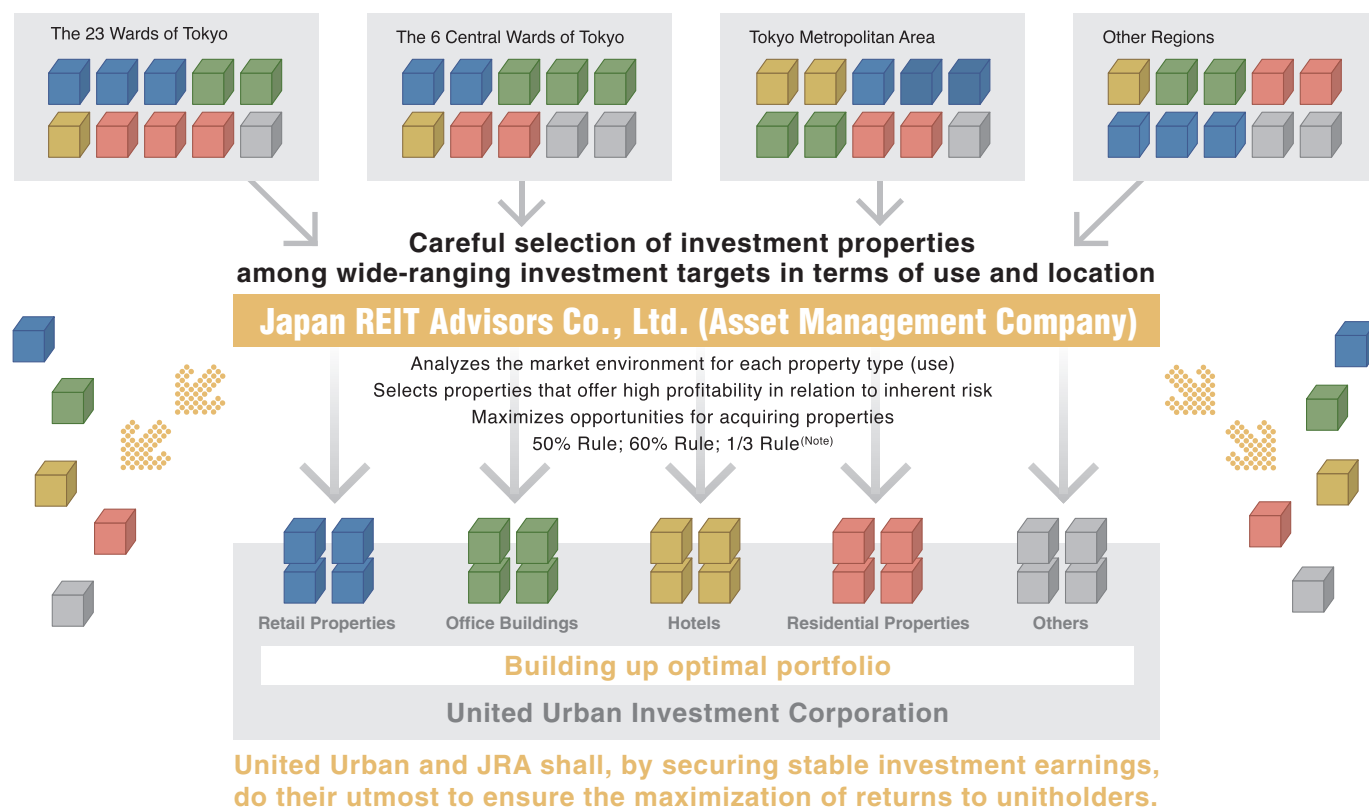 The 23 Wards of Tokyo
The 6 Central Wards of Tokyo
Tokyo Metropolitan Area
Other Regions
Careful selection of investment properties
among wide-ranging investment targets in terms of use and location
Japan REIT Advisors Co., Ltd. (Asset Management Company)
Analyzes the market environment for each property type (use)
Selects properties that offer high profitability in relation to inherent risk
Maximizes opportunities for acquiring properties
50% Rule; 60% Rule; 1/3 Rule(Note)
Retail Properties
Office Buildings
Hotels
Residential Properties
Others
Building up optimal portfolio
United Urban Investment Corporation
United Urban and JRA shall, by securing stable investment earnings,
do their utmost to ensure the maximization of returns to unitholders.